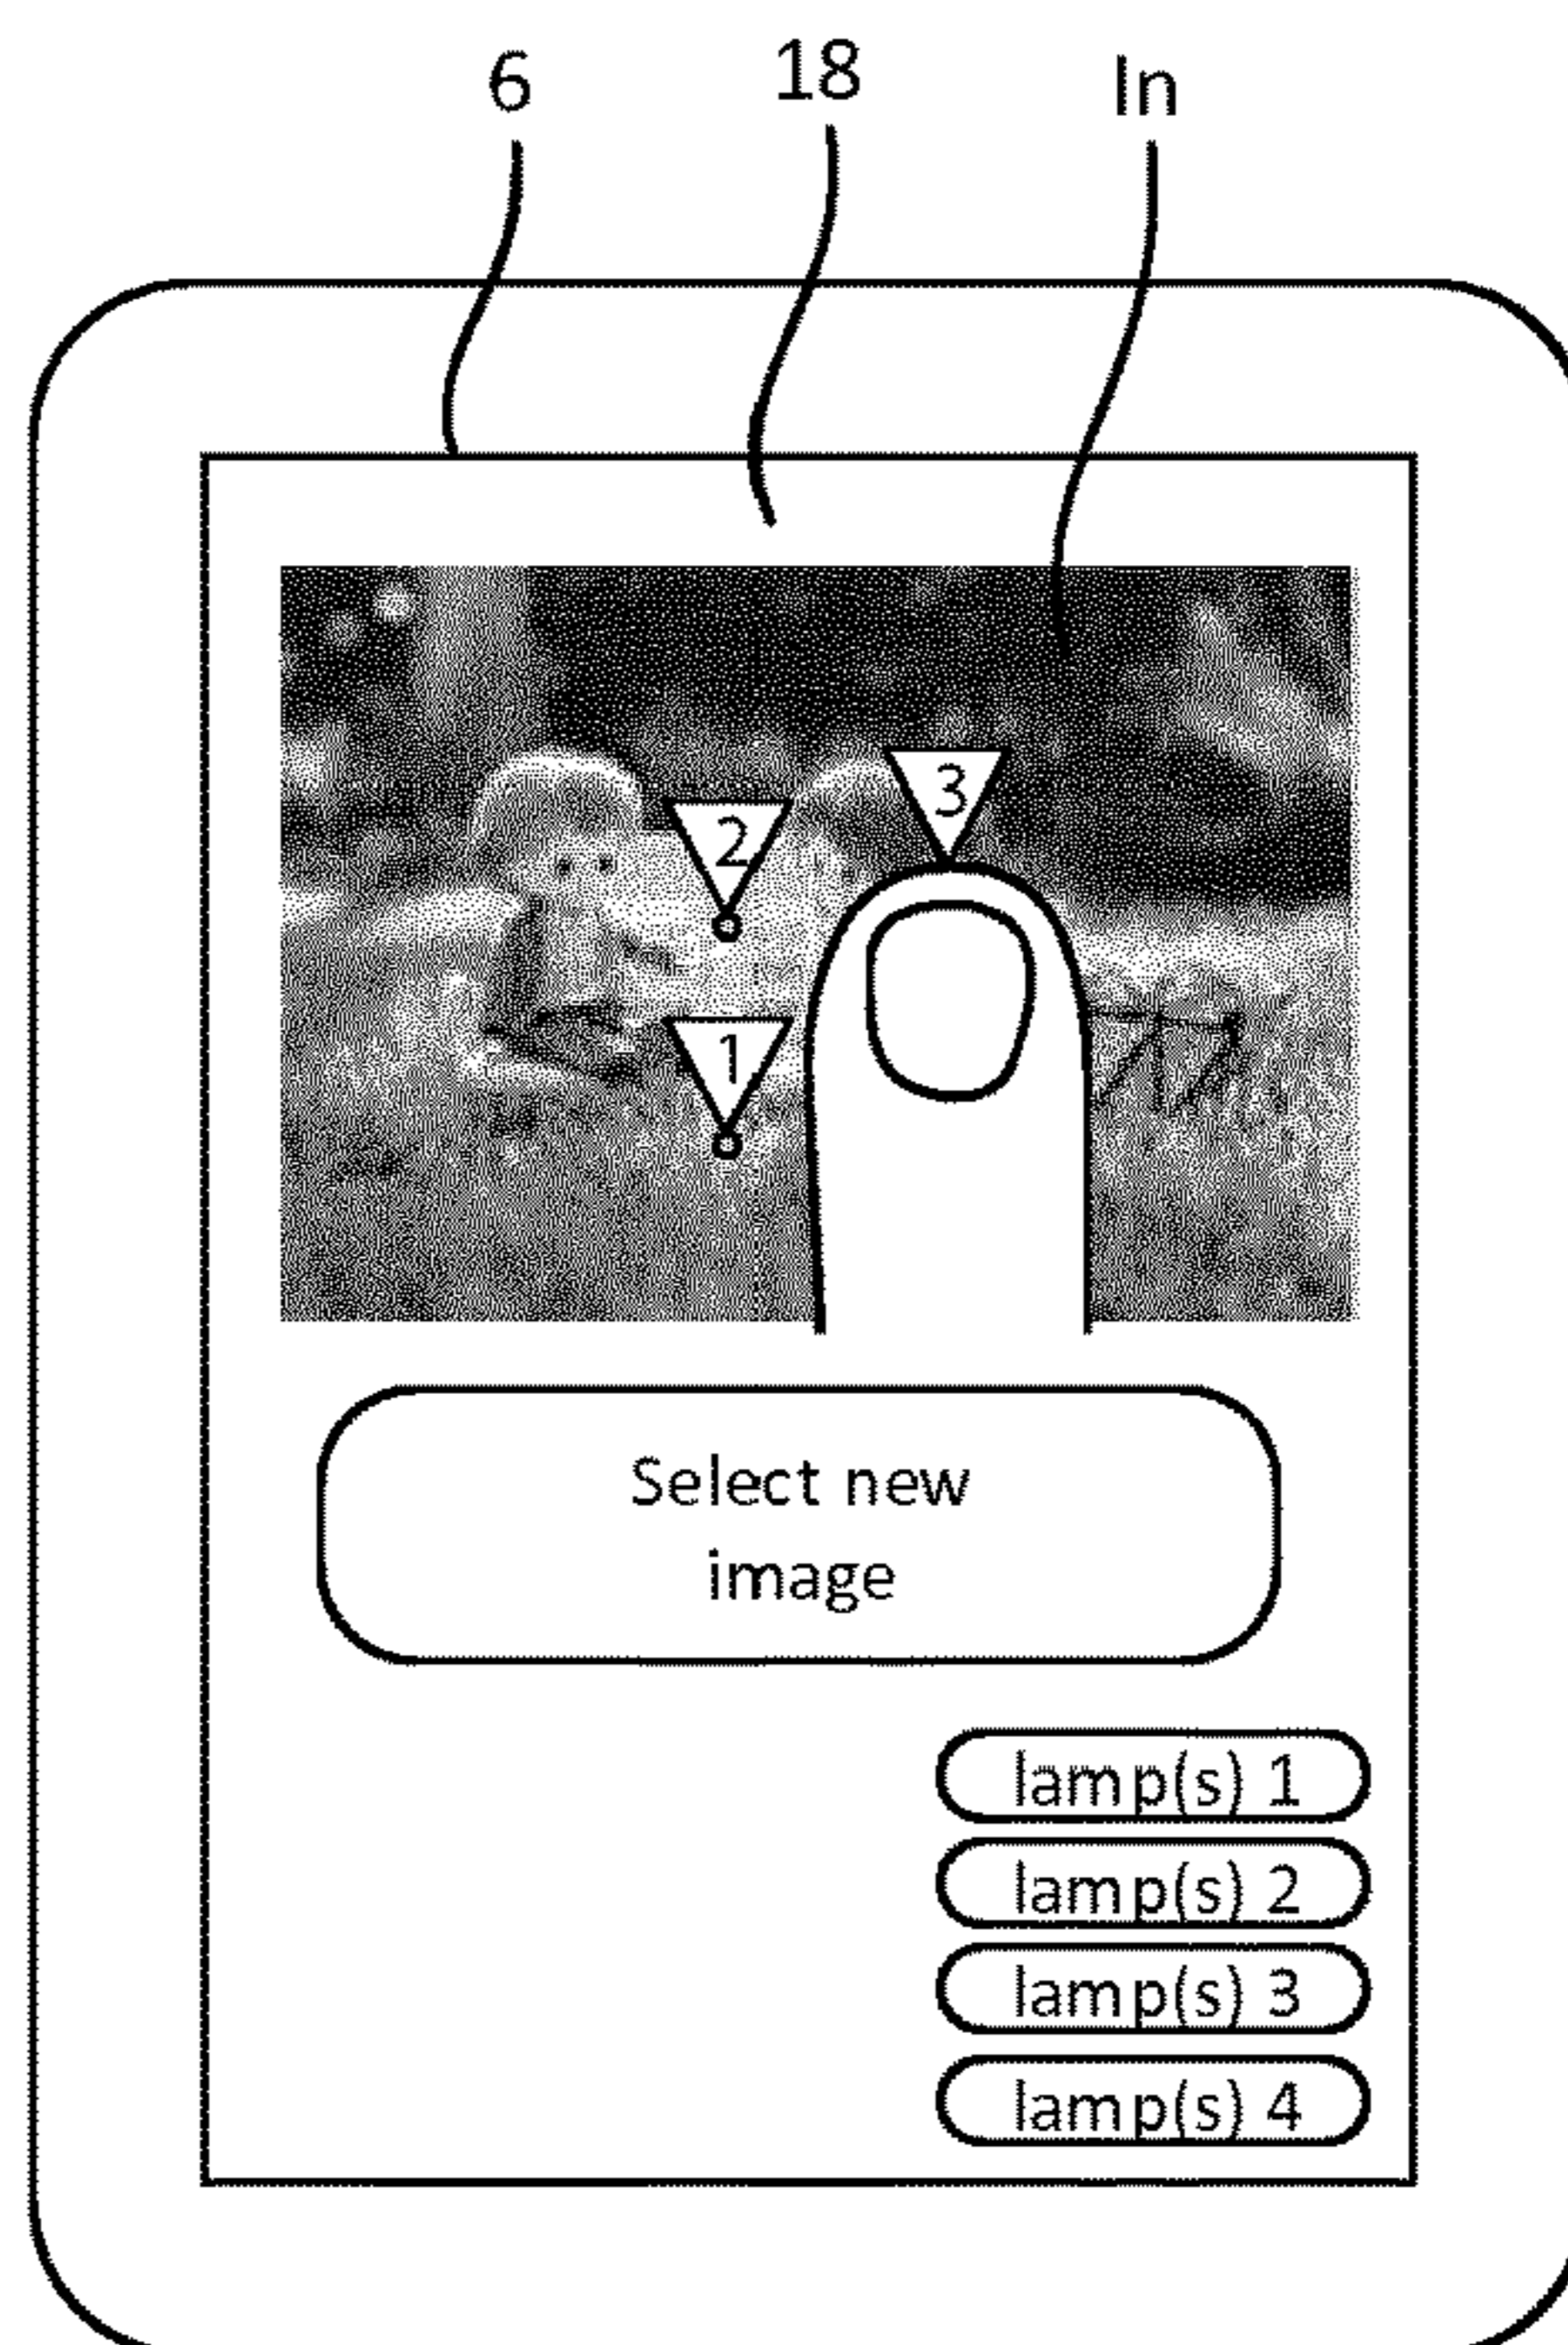 6 18 In
3
2
1
Select new
image
lamp(s) 1
lamp(s) 2
lamp(s) 3
lamp(s) 4